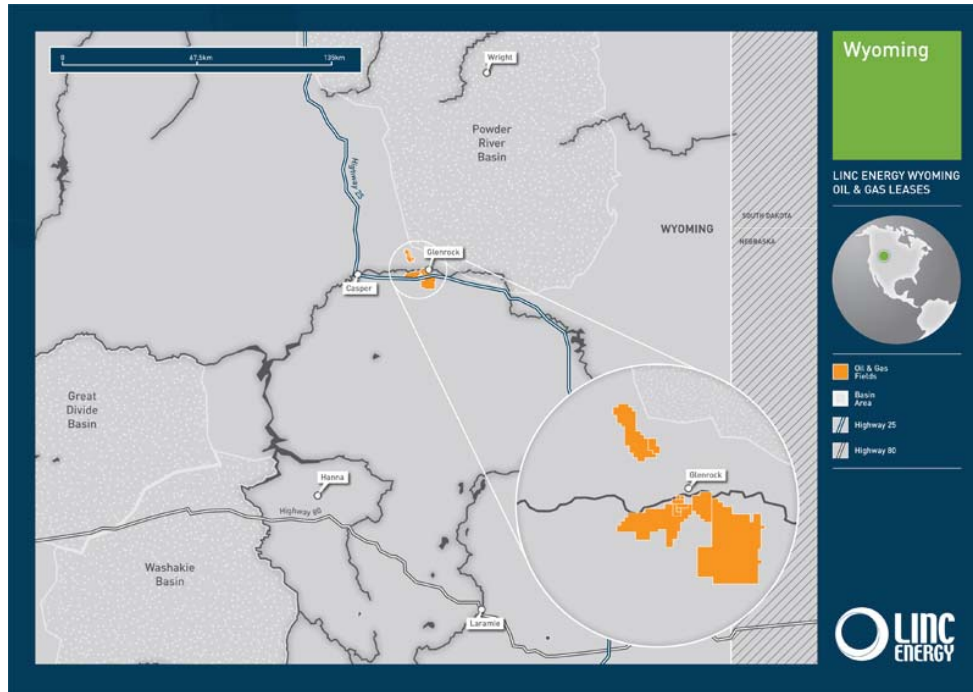 0 67.5km 135km
Wright
Powder
River
Basin
Highway 25
WYOMING
SOUTH DAKOTA
NEBRASKA
Glenrock
Casper
Great
Divide
Basin
Hanna
Highway 80
Washakie
Basin
Laramie
Glenrock
Wyoming
LINC ENERGY WYOMING
OIL & GAS LEASES
Oil & Gas
Fields
Basin
Area
Highway 25
Highway 80
LINC
ENERGY